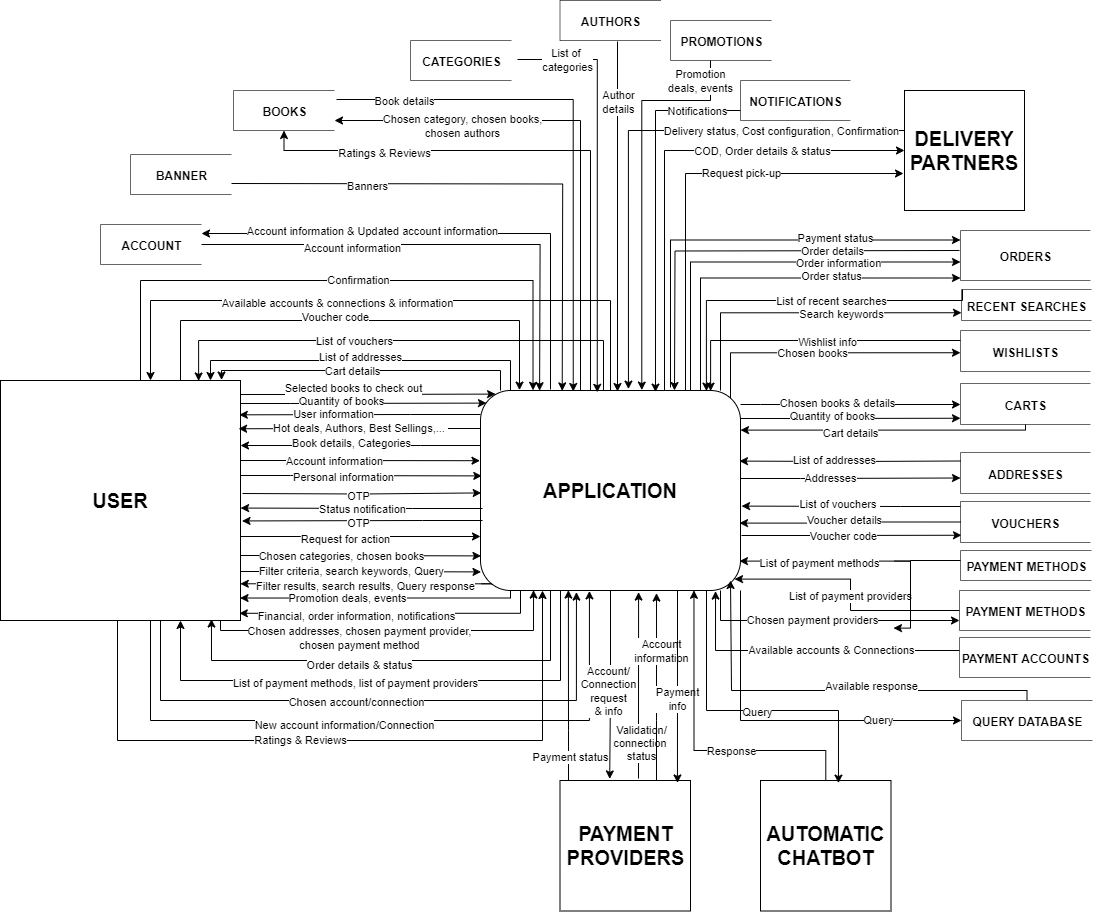 AUTHORS
PROMOTIONS
CATEGORIES
List of
categories
Promotion
deals, events
Author
details
NOTIFICATIONS
Notifications
BOOKS
Book details
Chosen category, chosen books,
chosen authors
Ratings & Reviews
Delivery status, Cost configuration, Confirmation
COD, Order details & status
Request pick-up
DELIVERY
PARTNERS
BANNER
Banners
ACCOUNT
Account information & Updated account information
Account information
Payment status
Order details
Order information
Order status
ORDERS
Confirmation
Available accounts & connections & information
Voucher code
List of vouchers
List of addresses
Cart details
List of recent searches
Search keywords
RECENT SEARCHES
Wishlist info
Chosen books
WISHLISTS
Selected books to check out
Quantity of books
User information
Hot deals, Authors, Best Sellings,...
Book details, Categories
Account information
Personal information
OTP
Status notification
OTP
Request for action
Chosen categories, chosen books
Filter criteria, search keywords, Query
Filter results, search results, Query response
Promotion deals, events
Financial, order information, notifications
Chosen addresses, chosen payment provider,
chosen payment method
Order details & status
List of payment methods, list of payment providers
Chosen account/connection
New account information/Connection
Ratings & Reviews
USER
APPLICATION
Chosen books & details
Quantity of books
Cart details
CARTS
List of addresses
Addresses
ADDRESSES
List of vouchers
Voucher details
Voucher code
VOUCHERS
List of payment methods
PAYMENT METHODS
List of payment providers
Chosen payment providers
PAYMENT METHODS
Available accounts & Connections
PAYMENT ACCOUNTS
Available response
Query
Query
QUERY DATABASE
Account
information
Account/
Connection
request
& info
Payment
info
Validation/
connection
status
Payment status
Response
PAYMENT
PROVIDERS
AUTOMATIC
CHATBOT